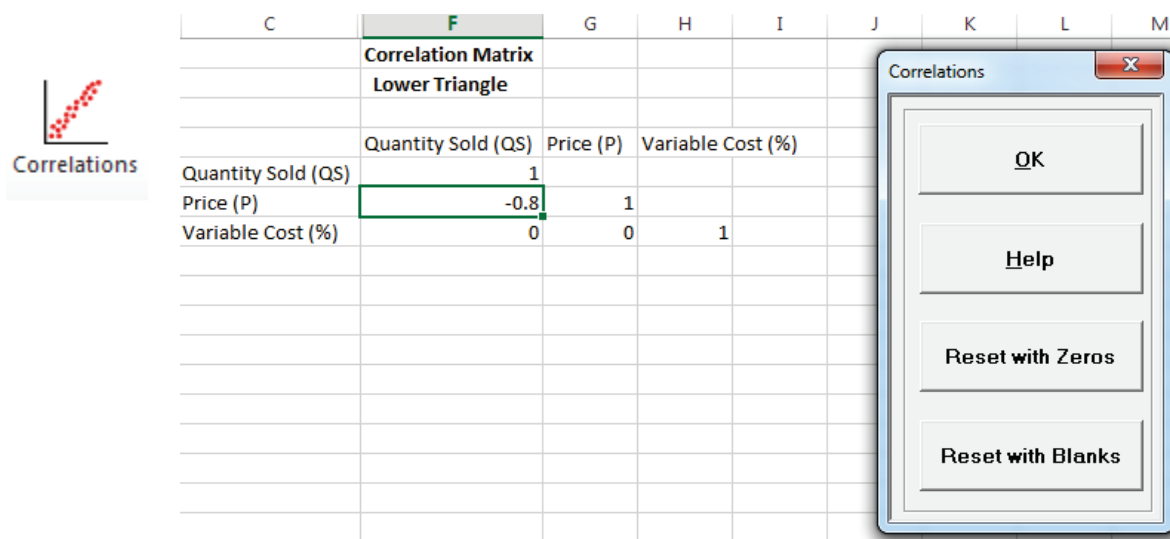 Correlations
C F G H I J K L M
Correlation Matrix
Lower Triangle
Quantity Sold (QS) Price (P) Variable Cost (%)
Quantity Sold (QS) 1
Price (P) -0.8 1
Variable Cost (%) 0 0 1
Correlations
OK
Help
Reset with Zeros
Reset with Blanks